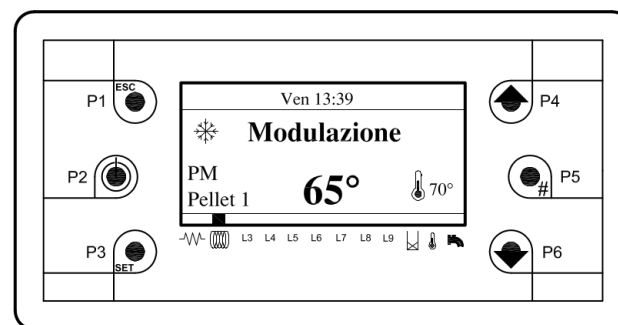 Ven 13:39
ESC
P1
P4
Modulazione
P2
PM
65°
70°
#
P5
Pellet 1
L3 L4 L5 L6 L7 L8 L9
P3
SET
P6